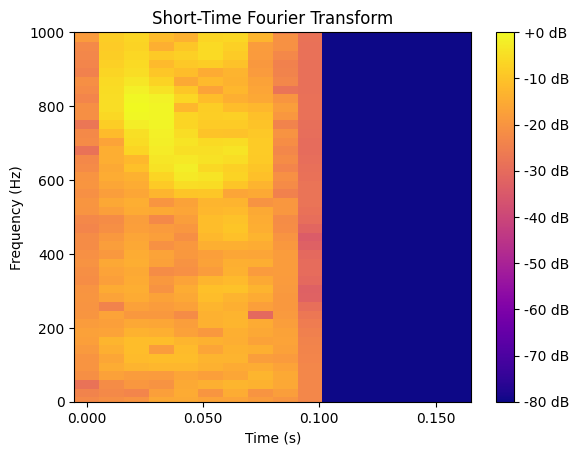 Short-Time Fourier Transform
Frequency (Hz)
1000
800
600
400
200
0
0.000
0.050
0.100
0.150
Time (s)
+0 dB
-10 dB
-20 dB
-30 dB
-40 dB
-50 dB
-60 dB
-70 dB
-80 dB